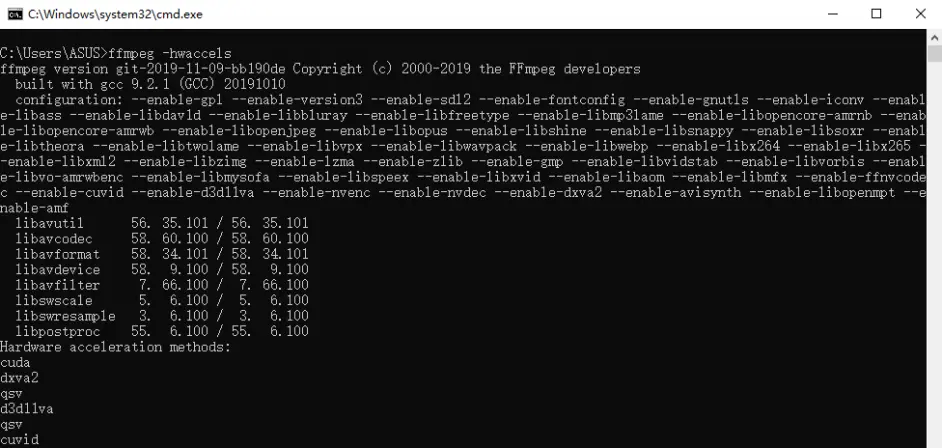 C:\Windows\system32\cmd.exe
C:\Users\ASUS>ffmpeg -hwaccels
ffmpeg version git-2019-11-09-bb190de Copyright (c) 2000-2019 the FFmpeg developers
  built with gcc 9.2.1 (GCC) 20191010
  configuration: --enable-gpl --enable-version3 --enable-sdl2 --enable-fontconfig --enable-gnutls --enable-iconv --enabl
e-libass --enable-libdav1d --enable-libbluray --enable-libfreetype --enable-libmp3lame --enable-libopencore-amrnb --enab
le-libopencore-amrwb --enable-libopenjpeg --enable-libopus --enable-libshine --enable-libsnappy --enable-libsoxr --enabl
e-libtheora --enable-libtwolame --enable-libvpx --enable-libwavpack --enable-libwebp --enable-libx264 --enable-libx265 -
-enable-libxml2 --enable-libzimg --enable-lzma --enable-zlib --enable-gmp --enable-libvidstab --enable-libvorbis --enabl
e-libvo-amrwbenc --enable-libmysofa --enable-libspeex --enable-libxvid --enable-libaom --enable-libmfx --enable-ffnvcode
c --enable-cuvid --enable-d3d11va --enable-nvenc --enable-nvdec --enable-dxva2 --enable-avisynth --enable-libopenmpt --e
nable-amf
  libavutil      56. 35.101 / 56. 35.101
  libavcodec     58. 60.100 / 58. 60.100
  libavformat    58. 34.101 / 58. 34.101
  libavdevice    58.  9.100 / 58.  9.100
  libavfilter     7. 66.100 /  7. 66.100
  libswscale      5.  6.100 /  5.  6.100
  libswresample   3.  6.100 /  3.  6.100
  libpostproc    55.  6.100 / 55.  6.100
Hardware acceleration methods:
cuda
dxva2
qsv
d3d11va
qsv
cuvid